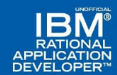 UNOFFICIAL
IBM®
RATIONAL
APPLICATION
DEVELOPER™